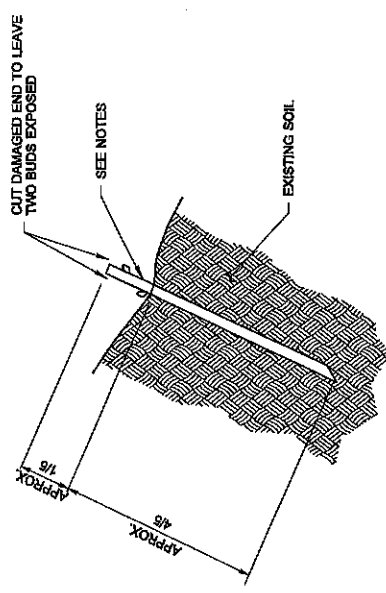 CUT DAMAGED END TO LEAVE
TWO BUDS EXPOSED
SEE NOTES
EXISTING SOIL
APPROX.
1/5
APPROX.
4/5